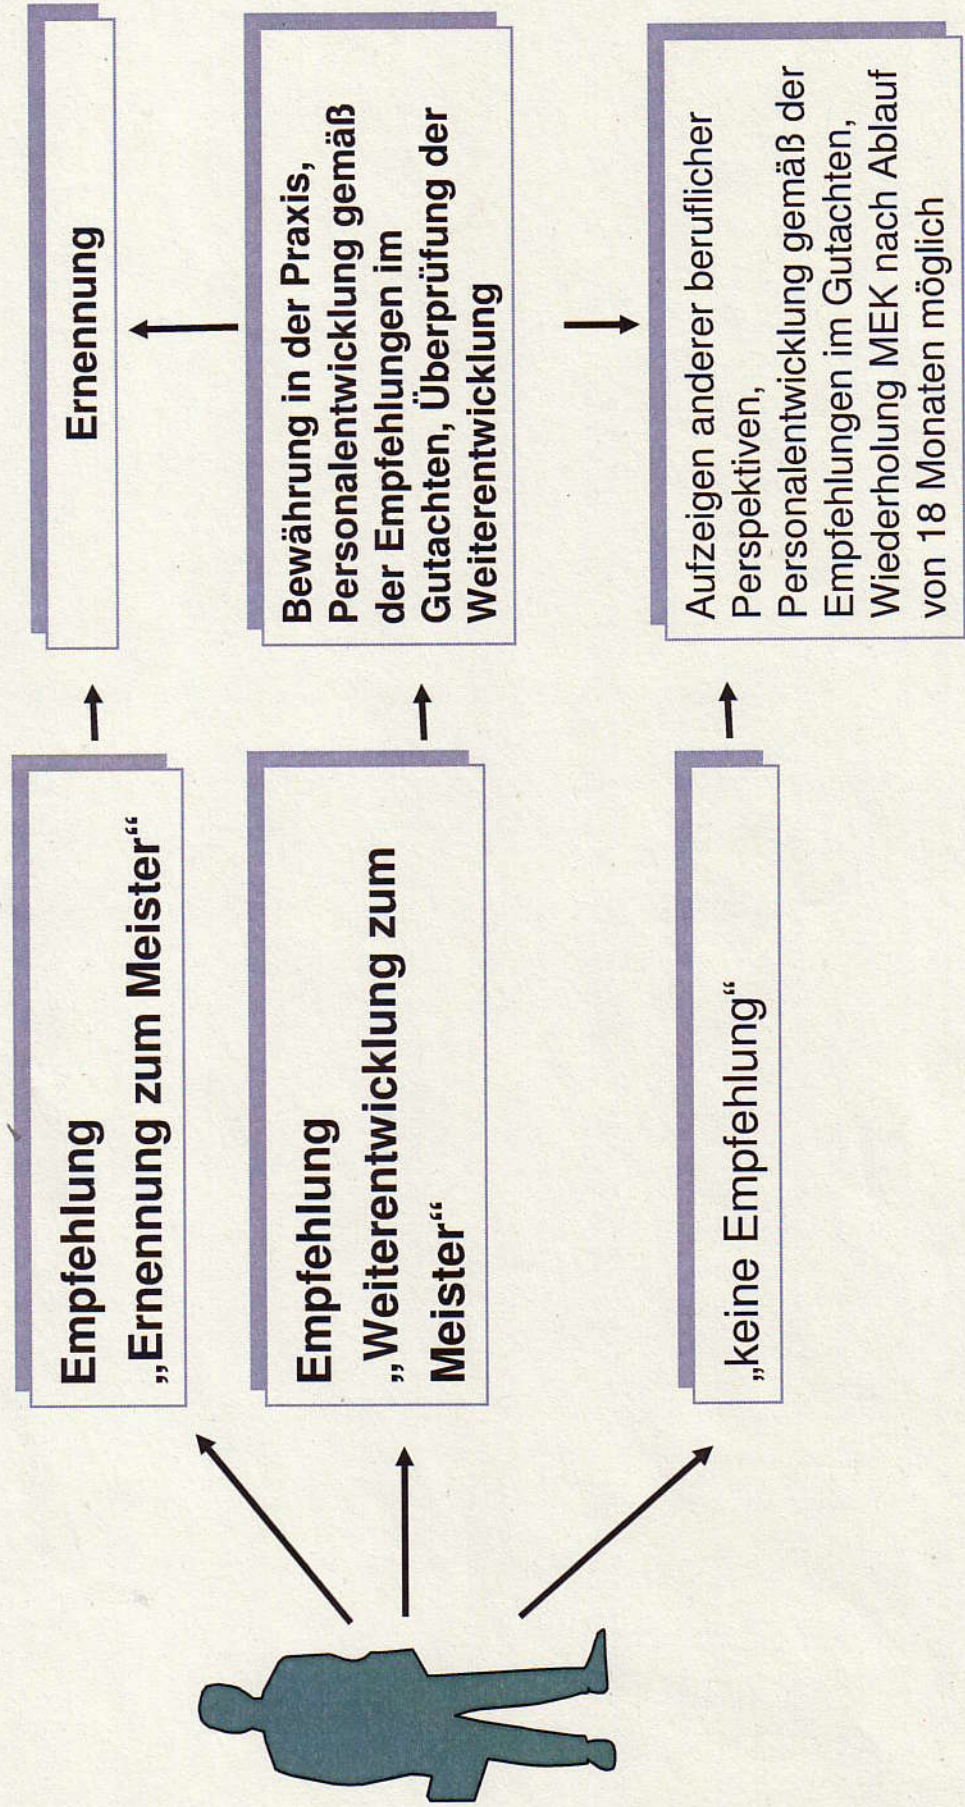 Empfehlung
„Ernennung zum Meister“
Ernennung
Empfehlung
„Weiterentwicklung zum
Meister“
Bewährung in der Praxis,
Personalentwicklung gemäß
der Empfehlungen im
Gutachten, Überprüfung der
Weiterentwicklung
„keine Empfehlung“
Aufzeigen anderer beruflicher
Perspektiven,
Personalentwicklung gemäß der
Empfehlungen im Gutachten,
Wiederholung MEK nach Ablauf
von 18 Monaten möglich